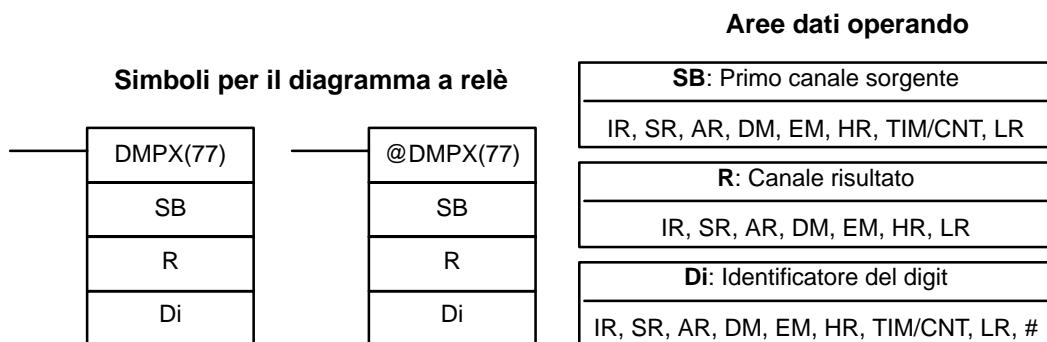 Aree dati operando
Simboli per il diagramma a relè
SB: Primo canale sorgente
IR, SR, AR, DM, EM, HR, TIM/CNT, LR
DMPX(77)
@DMPX(77)
R: Canale risultato
SB
SB
IR, SR, AR, DM, EM, HR, LR
R
R
Di: Identificatore del digit
Di
Di
IR, SR, AR, DM, EM, HR, TIM/CNT, LR, #